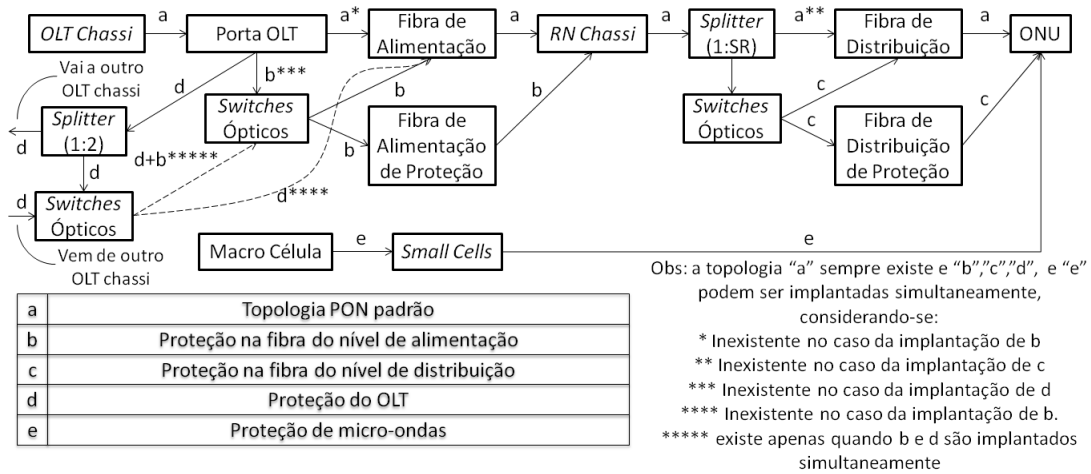 OLT Chassi
a
Porta OLT
a*
Fibra de
Alimentação
a
RN Chassi
a
Splitter
(1:SR)
a**
Fibra de
Distribuição
a
ONU
Vai a outro
OLT chassi
d
b***
d
Splitter
(1:2)
Switches
Ópticos
b
b
b
Fibra de
Alimentação
de Proteção
Switches
Ópticos
c
c
c
Fibra de
Distribuição
de Proteção
d
d+b*****
d****
d
Switches
Ópticos
Vem de outro
OLT chassi
Macro Célula
e
Small Cells
e
Obs: a topologia “a” sempre existe e “b”,”c”,”d”, e “e”
podem ser implantadas simultaneamente,
considerando-se:
* Inexistente no caso da implantação de b
** Inexistente no caso da implantação de c
*** Inexistente no caso da implantação de d
**** Inexistente no caso da implantação de b.
***** existe apenas quando b e d são implantados
simultaneamente
a Topologia PON padrão
b Proteção na fibra do nível de alimentação
c Proteção na fibra do nível de distribuição
d Proteção do OLT
e Proteção de micro-ondas